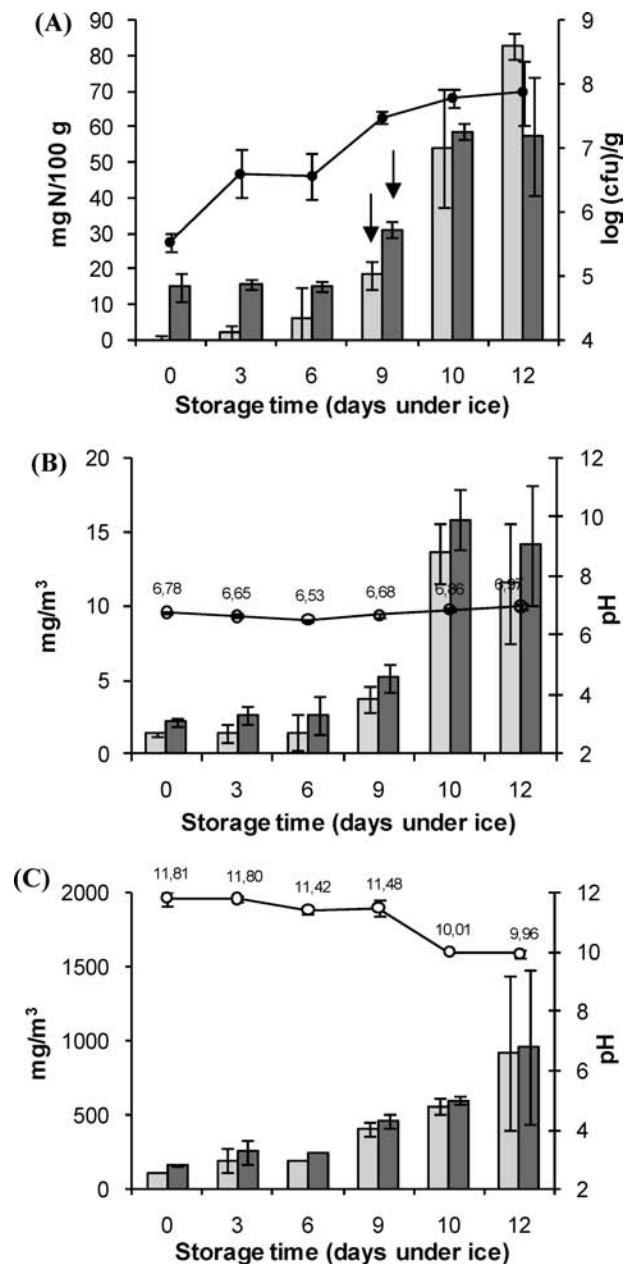 (A)
90
80
70
60
50
40
30
20
10
0
mg N/100 g
9
8
7
6
5
4
log (cfu)/g
0 3 6 9 10 12
Storage time (days under ice)
(B)
20
15
10
5
0
mg/m³
12
10
8
6
4
2
pH
6,78 6,65 6,53 6,68 6,86 6,97
0 3 6 9 10 12
Storage time (days under ice)
(C)
2000
1500
1000
500
0
mg/m³
12
10
8
6
4
2
pH
11,81 11,80 11,42 11,48 10,01 9,96
0 3 6 9 10 12
Storage time (days under ice)